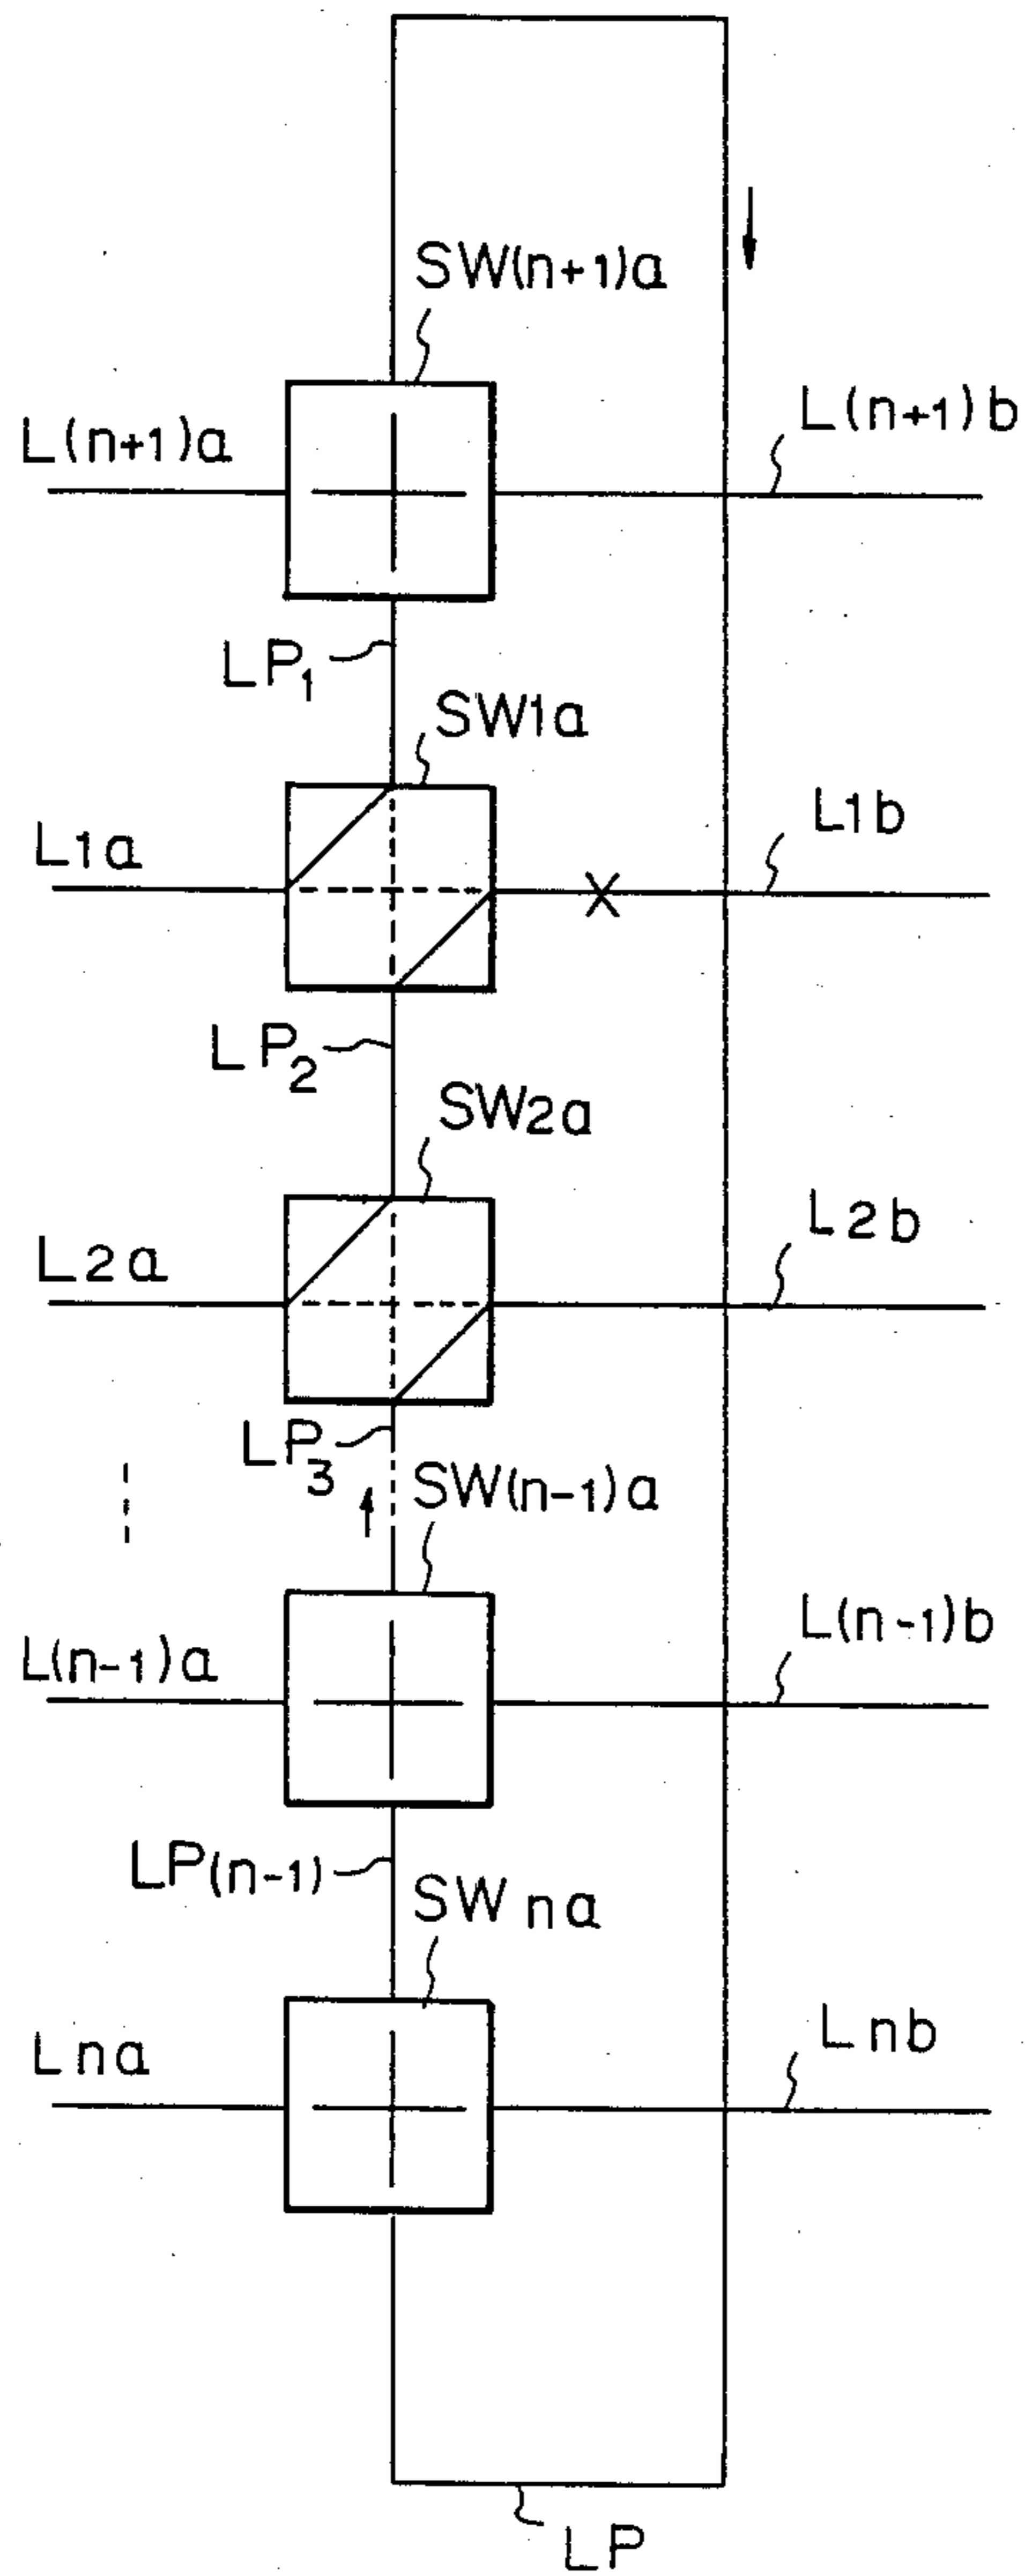 SW(n+1)a
L(n+1)a
L(n+1)b
LP1
SW1a
L1a
L1b
LP2
SW2a
L2a
L2b
LP3
SW(n-1)a
L(n-1)a
L(n-1)b
LP(n-1)
SWna
Lna
Lnb
LP